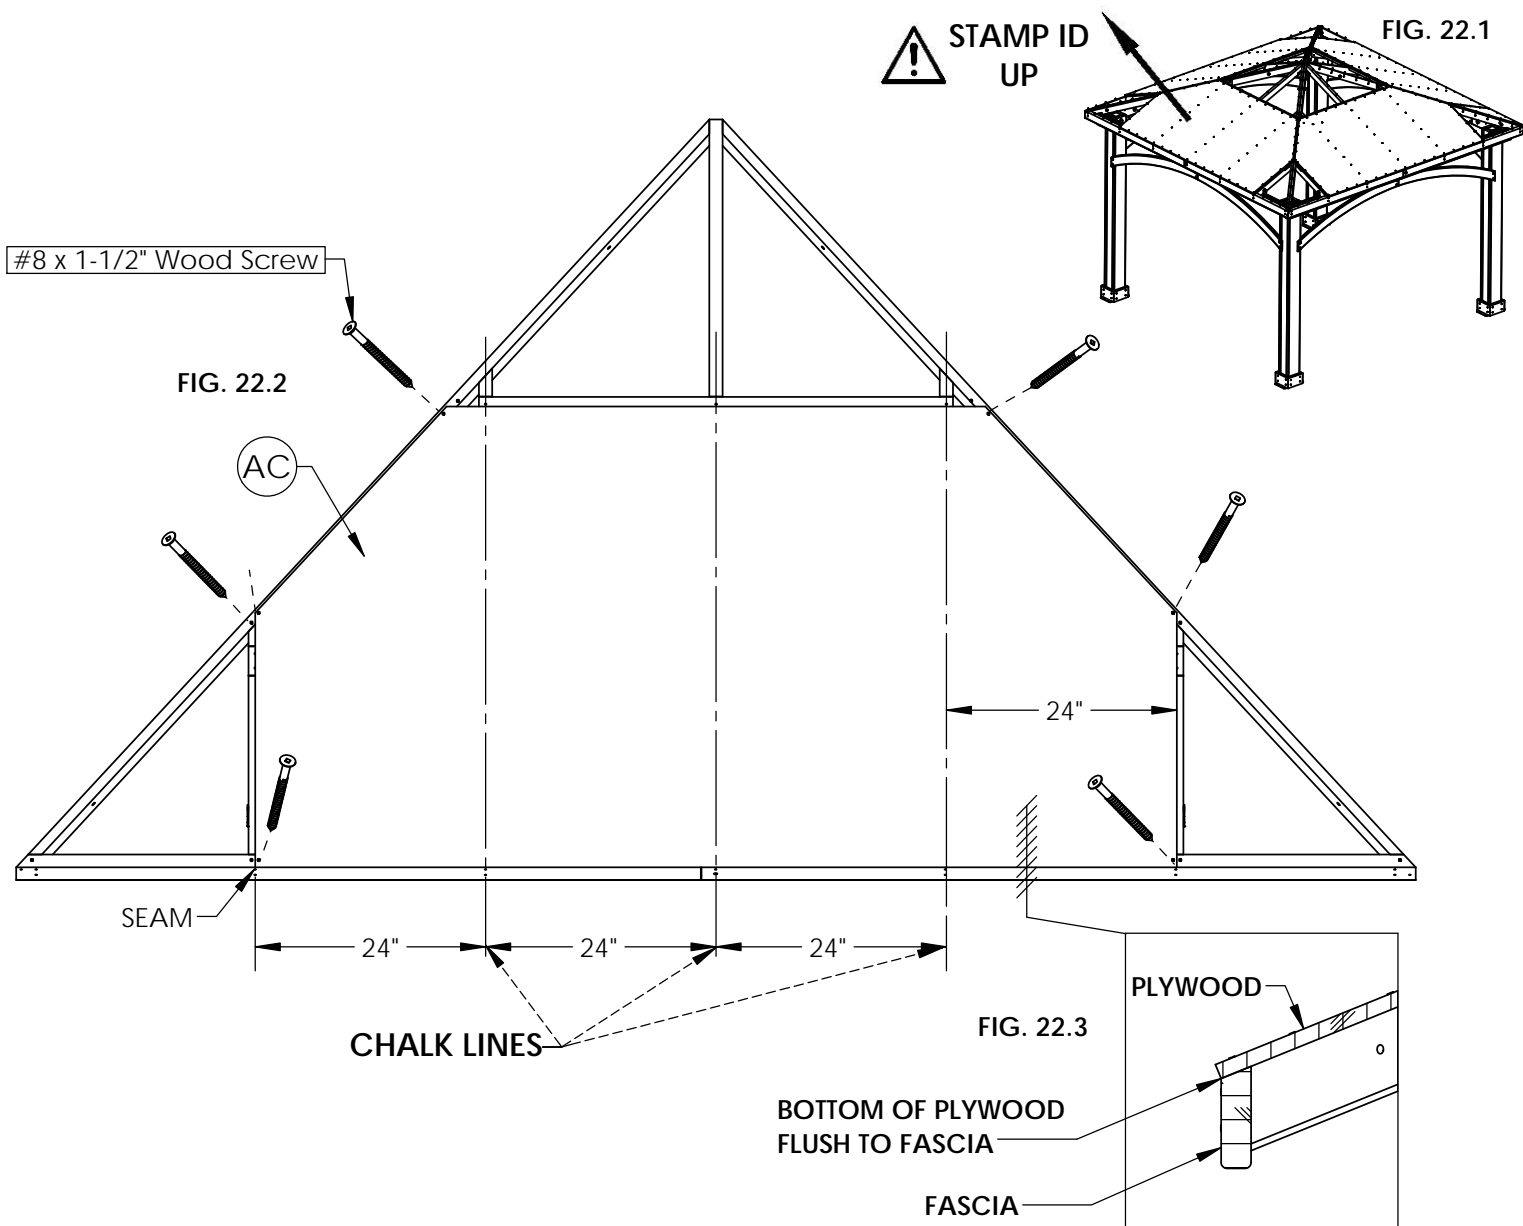 STAMP ID
UP
FIG. 22.1
#8 x 1-1/2" Wood Screw
FIG. 22.2
AC
24"
SEAM
24"
24"
24"
CHALK LINES
FIG. 22.3
PLYWOOD
BOTTOM OF PLYWOOD
FLUSH TO FASCIA
FASCIA